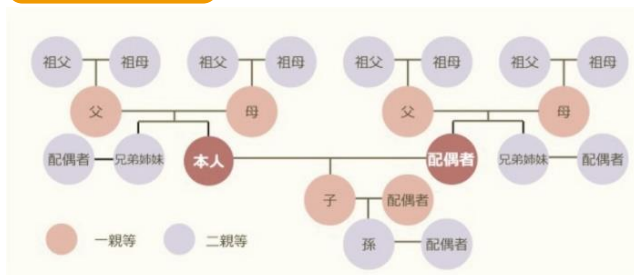 祖父 祖母 祖父 祖母 祖父 祖母 祖父 祖母
父 母 父 母
配偶者 兄弟姉妹 本人 配偶者 兄弟姉妹 配偶者
子 配偶者
一親等 二親等 孫 配偶者